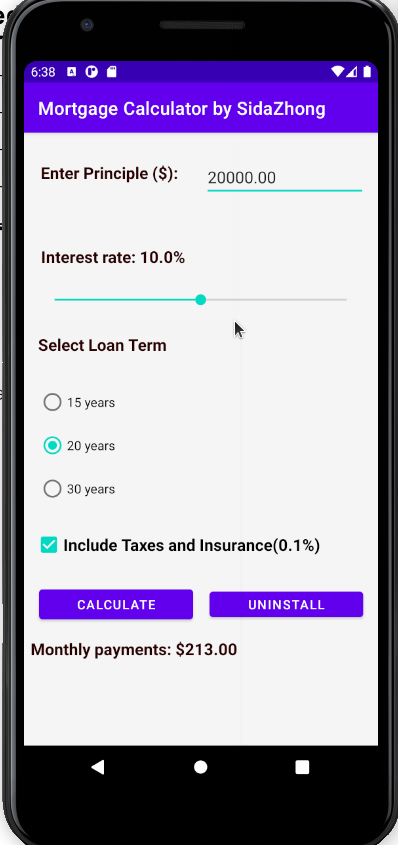 6:38
Mortgage Calculator by SidaZhong
Enter Principle ($): 20000.00
Interest rate: 10.0%
Select Loan Term
15 years
20 years
30 years
Include Taxes and Insurance(0.1%)
CALCULATE UNINSTALL
Monthly payments: $213.00